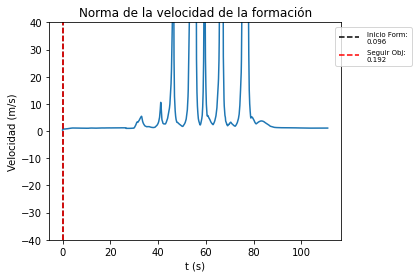 Norma de la velocidad de la formación
Inicio Form:
0.096
Seguir Obj:
0.192
Velocidad (m/s)
40
30
20
10
0
−10
−20
−30
−40
0 20 40 60 80 100
t (s)